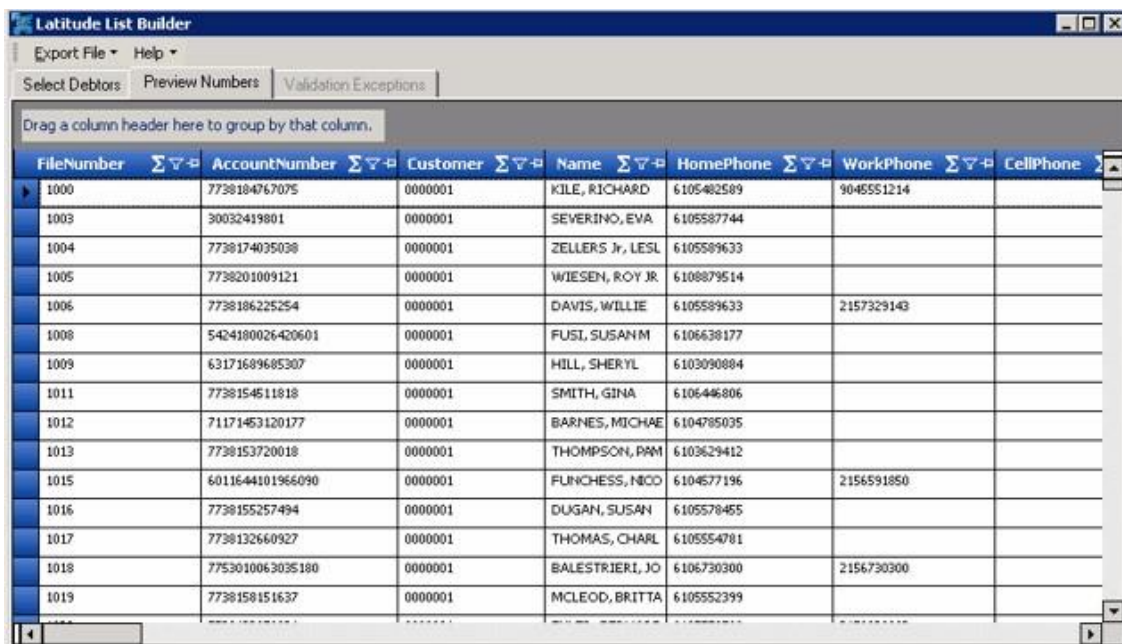 Latitude List Builder
Export File Help
Select Debtors Preview Numbers Validation Exceptions
Drag a column header here to group by that column.
FileNumber AccountNumber Customer Name HomePhone WorkPhone CellPhone
1000 7738184767075 0000001 KILE, RICHARD 6105482589 9045551214
1003 30032419801 0000001 SEVERINO, EVA 6105587744
1004 7738174035038 0000001 ZELLERS Jr, LESL 6105589633
1005 7738201009121 0000001 WIESEN, ROY JR 6108879514
1006 7738186225254 0000001 DAVIS, WILLIE 6105589633 2157329143
1008 5424180026420601 0000001 FUSI, SUSAN M 6106638177
1009 63171689685307 0000001 HILL, SHERYL 6103090884
1011 7738154511818 0000001 SMITH, GINA 6106446806
1012 71171453120177 0000001 BARNES, MICHAE 6104785035
1013 7738153720018 0000001 THOMPSON, PAM 6103629412
1015 6011644101966090 0000001 FUNCHESS, NICO 6104577196 2156591850
1016 7738155257494 0000001 DUGAN, SUSAN 6105578455
1017 7738132660927 0000001 THOMAS, CHARL 6105554781
1018 7753010063035180 0000001 BALESTRIERI, JO 6106730300 2156730300
1019 7738158151637 0000001 MCLEOD, BRITTA 6105552399